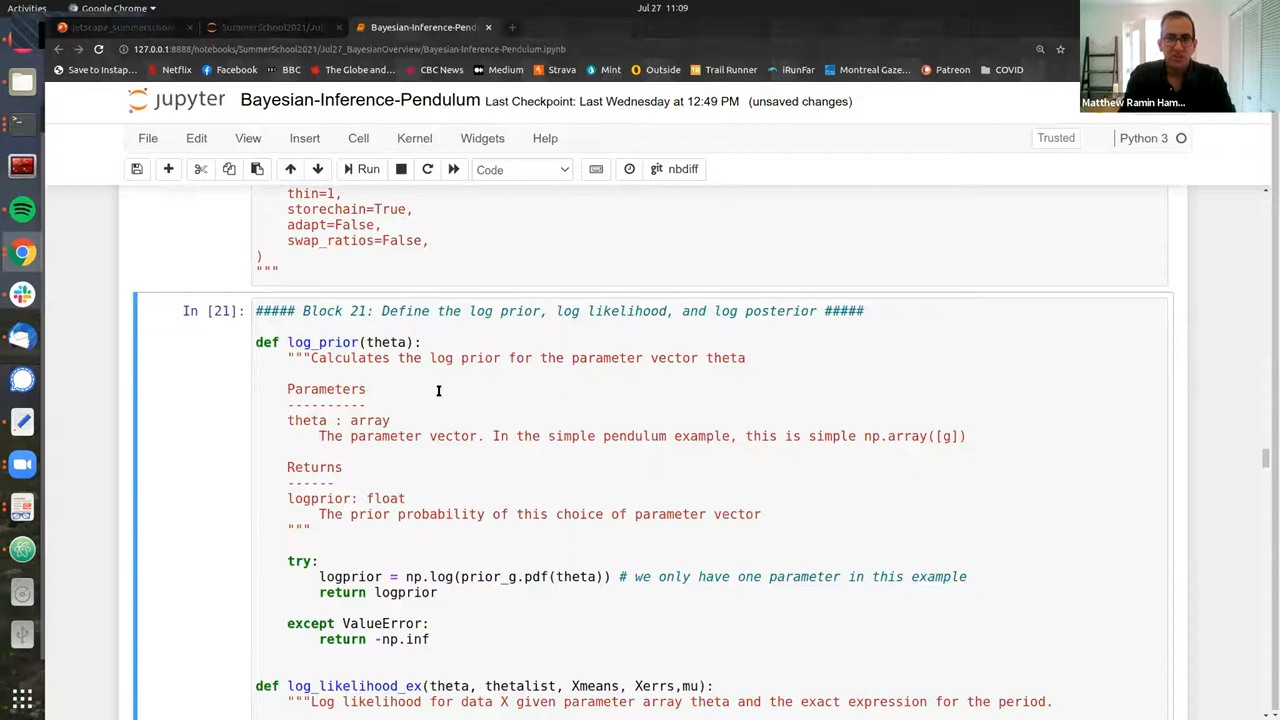 Activities
Google Chrome
Jul 27 11:09
jetscape_summerschool
SummerSchool2021/Jul
Bayesian-Inference-Pendulum
127.0.0.1:8888/notebooks/SummerSchool2021/Jul27_BayesianOverview/Bayesian-Inference-Pendulum.ipynb
Save to Instap... Netflix Facebook BBC The Globe and... CBC News Medium Strava Mint Outside Trail Runner iRunFar Montreal Gaze... Patreon COVID
Matthew Ramin Ham...
jupyter Bayesian-Inference-Pendulum Last Checkpoint: Last Wednesday at 12:49 PM (unsaved changes)
File Edit View Insert Cell Kernel Widgets Help
Trusted Python 3
Run Code git nbdiff
thin=1,
storechain=True,
adapt=False,
swap_ratios=False,
)
"""
In [21]: ##### Block 21: Define the log prior, log likelihood, and log posterior #####
def log_prior(theta):
"""Calculates the log prior for the parameter vector theta
Parameters
----------
theta : array
The parameter vector. In the simple pendulum example, this is simple np.array([g])
Returns
------
logprior: float
The prior probability of this choice of parameter vector
"""
try:
logprior = np.log(prior_g.pdf(theta)) # we only have one parameter in this example
return logprior
except ValueError:
return -np.inf
def log_likelihood_ex(theta, thetalist, Xmeans, Xerrs,mu):
"""Log likelihood for data X given parameter array theta and the exact expression for the period.